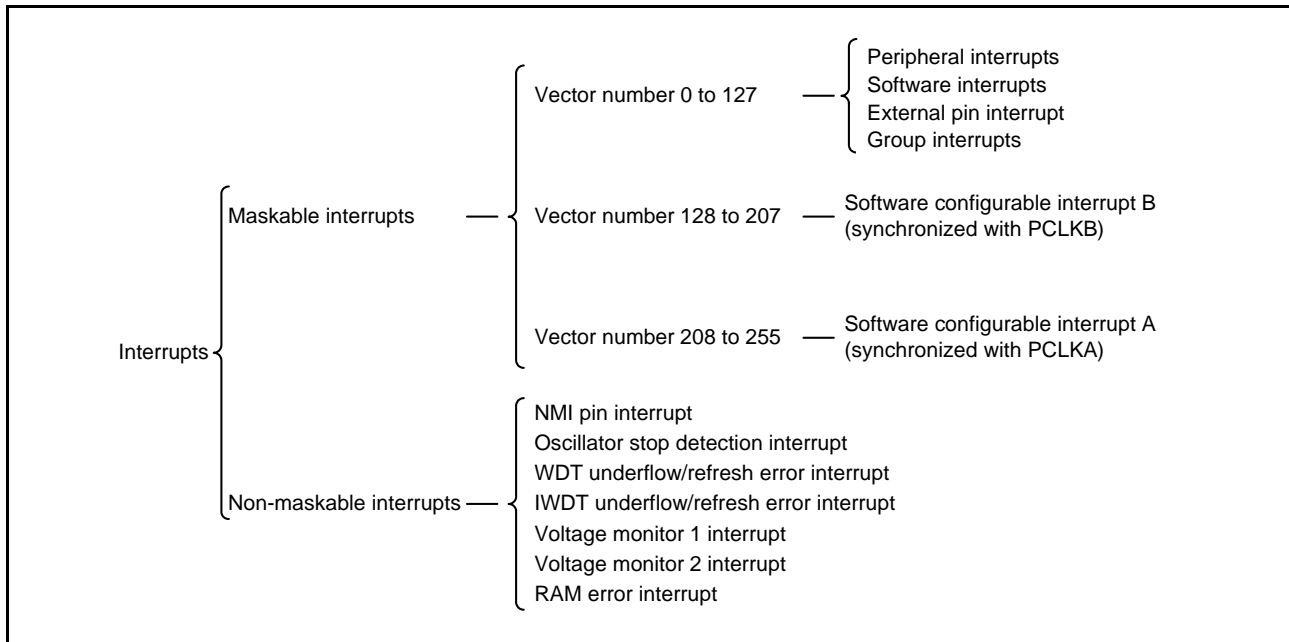 Interrupts
Maskable interrupts
Vector number 0 to 127
Peripheral interrupts
Software interrupts
External pin interrupt
Group interrupts
Vector number 128 to 207
Software configurable interrupt B
(synchronized with PCLKB)
Vector number 208 to 255
Software configurable interrupt A
(synchronized with PCLKA)
Non-maskable interrupts
NMI pin interrupt
Oscillator stop detection interrupt
WDT underflow/refresh error interrupt
IWDT underflow/refresh error interrupt
Voltage monitor 1 interrupt
Voltage monitor 2 interrupt
RAM error interrupt